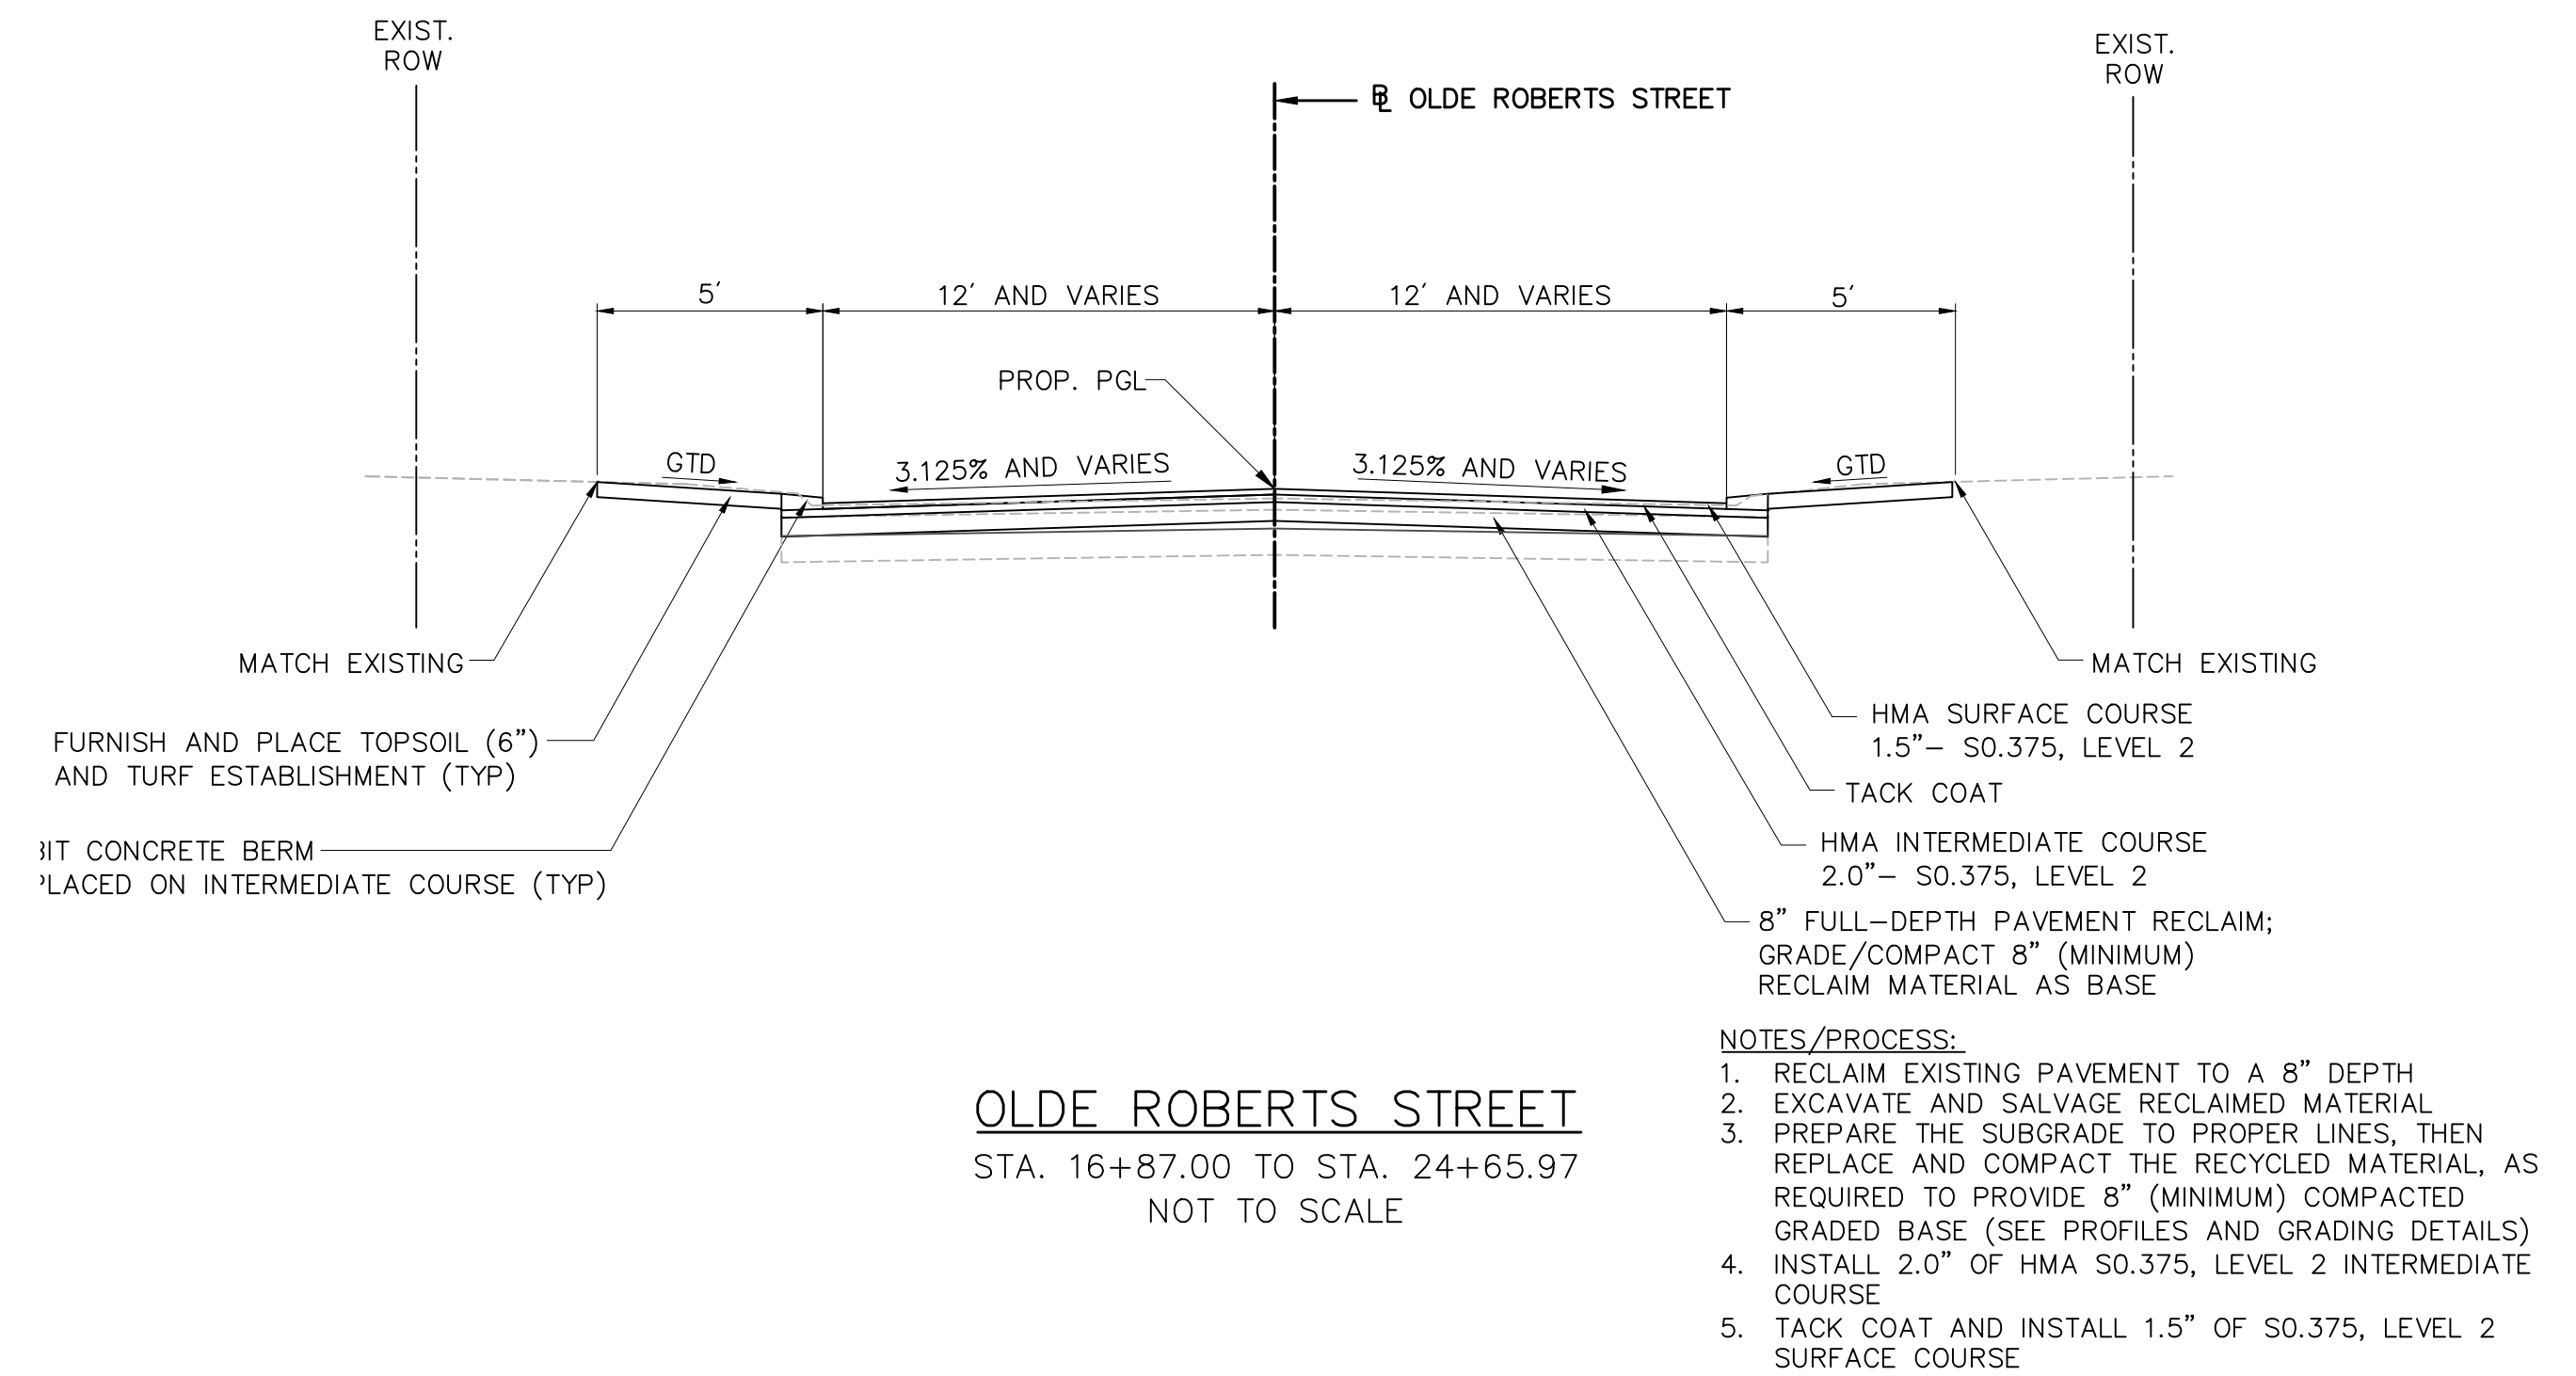 EXIST.
ROW
EXIST.
ROW
℄ OLDE ROBERTS STREET
5′
12′ AND VARIES
12′ AND VARIES
5′
PROP. PGL
GTD
3.125% AND VARIES
3.125% AND VARIES
GTD
MATCH EXISTING
MATCH EXISTING
FURNISH AND PLACE TOPSOIL (6”)
AND TURF ESTABLISHMENT (TYP)
CONCRETE BERM
ON INTERMEDIATE COURSE (TYP)
HMA SURFACE COURSE
1.5”– S0.375, LEVEL 2
TACK COAT
HMA INTERMEDIATE COURSE
2.0”– S0.375, LEVEL 2
8” FULL–DEPTH PAVEMENT RECLAIM;
GRADE/COMPACT 8” (MINIMUM)
RECLAIM MATERIAL AS BASE
OLDE ROBERTS STREET
STA. 16+87.00 TO STA. 24+65.97
NOT TO SCALE
NOTES/PROCESS:
1. RECLAIM EXISTING PAVEMENT TO A 8” DEPTH
2. EXCAVATE AND SALVAGE RECLAIMED MATERIAL
3. PREPARE THE SUBGRADE TO PROPER LINES, THEN
REPLACE AND COMPACT THE RECYCLED MATERIAL, AS
REQUIRED TO PROVIDE 8” (MINIMUM) COMPACTED
GRADED BASE (SEE PROFILES AND GRADING DETAILS)
4. INSTALL 2.0” OF HMA S0.375, LEVEL 2 INTERMEDIATE
COURSE
5. TACK COAT AND INSTALL 1.5” OF S0.375, LEVEL 2
SURFACE COURSE